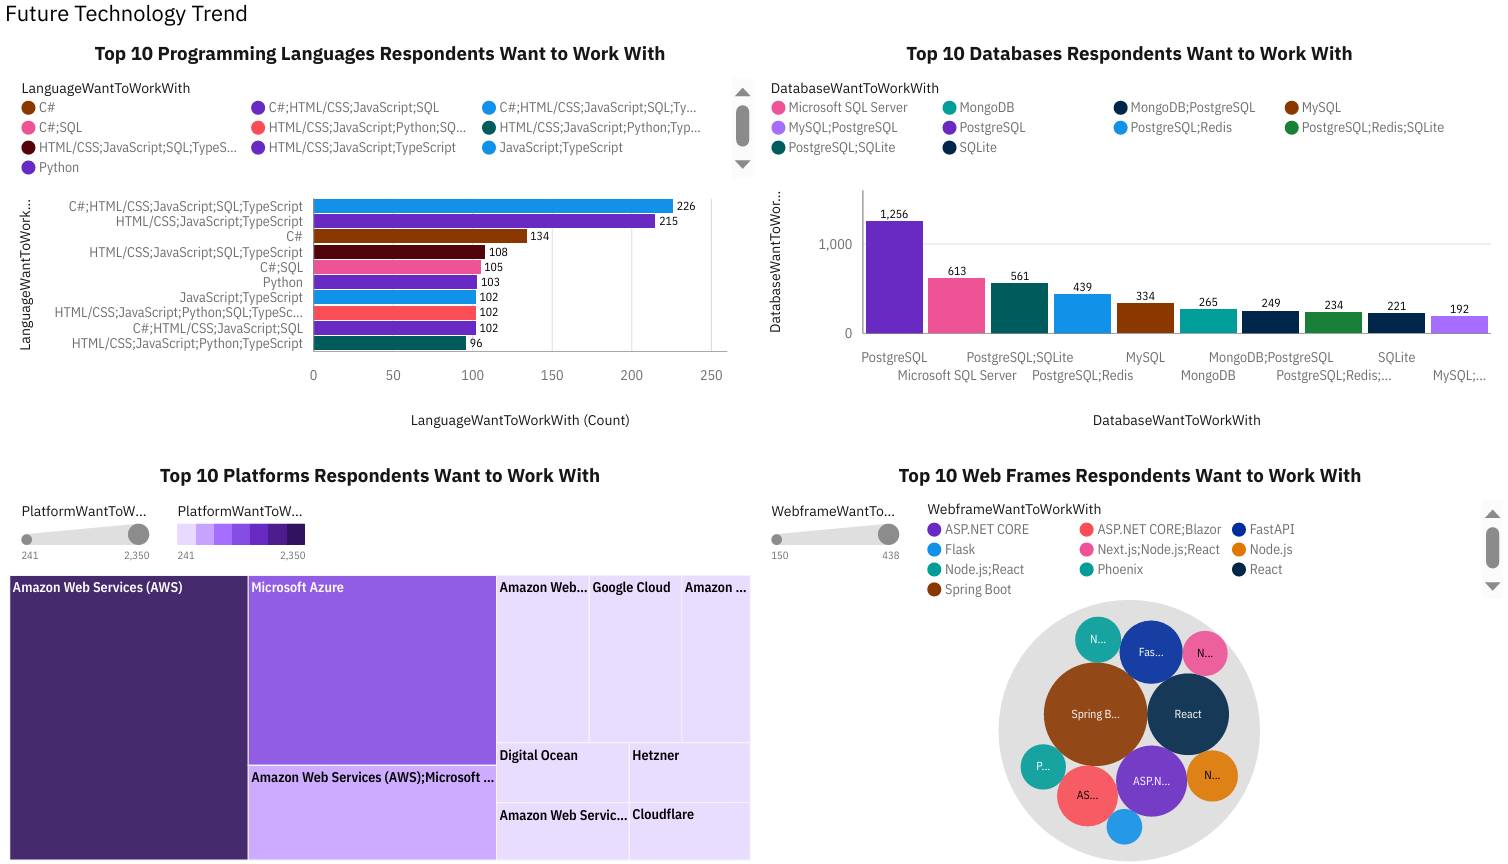 Future Technology Trend
Top 10 Programming Languages Respondents Want to Work With
LanguageWantToWorkWith
C#
C#;HTML/CSS;JavaScript;SQL
C#;HTML/CSS;JavaScript;SQL;Ty...
C#;SQL
HTML/CSS;JavaScript;Python;SQ...
HTML/CSS;JavaScript;Python;Typ...
HTML/CSS;JavaScript;SQL;TypeS...
HTML/CSS;JavaScript;TypeScript
JavaScript;TypeScript
Python
LanguageWantToWork...
C#;HTML/CSS;JavaScript;SQL;TypeScript 226
HTML/CSS;JavaScript;TypeScript 215
C# 134
HTML/CSS;JavaScript;SQL;TypeScript 108
C#;SQL 105
Python 103
JavaScript;TypeScript 102
HTML/CSS;JavaScript;Python;SQL;TypeSc... 102
C#;HTML/CSS;JavaScript;SQL 102
HTML/CSS;JavaScript;Python;TypeScript 96
0 50 100 150 200 250
LanguageWantToWorkWith (Count)
Top 10 Databases Respondents Want to Work With
DatabaseWantToWorkWith
Microsoft SQL Server
MongoDB
MongoDB;PostgreSQL
MySQL
MySQL;PostgreSQL
PostgreSQL
PostgreSQL;Redis
PostgreSQL;Redis;SQLite
PostgreSQL;SQLite
SQLite
DatabaseWantToWor...
1,000
0
1,256 613 561 439 334 265 249 234 221 192
PostgreSQL PostgreSQL;SQLite MySQL MongoDB;PostgreSQL SQLite
Microsoft SQL Server PostgreSQL;Redis MongoDB PostgreSQL;Redis;... MySQL;...
DatabaseWantToWorkWith
Top 10 Platforms Respondents Want to Work With
PlatformWantToW...
241 2,350
PlatformWantToW...
241 2,350
Amazon Web Services (AWS)
Microsoft Azure
Amazon Web Services (AWS);Microsoft ...
Amazon Web...
Google Cloud
Amazon ...
Digital Ocean
Hetzner
Amazon Web Servic...
Cloudflare
Top 10 Web Frames Respondents Want to Work With
WebframeWantTo...
150 438
WebframeWantToWorkWith
ASP.NET CORE
ASP.NET CORE;Blazor
FastAPI
Flask
Next.js;Node.js;React
Node.js
Node.js;React
Phoenix
React
Spring Boot
N...
Fas...
N...
Spring B...
React
P...
AS...
ASP.N...
N...